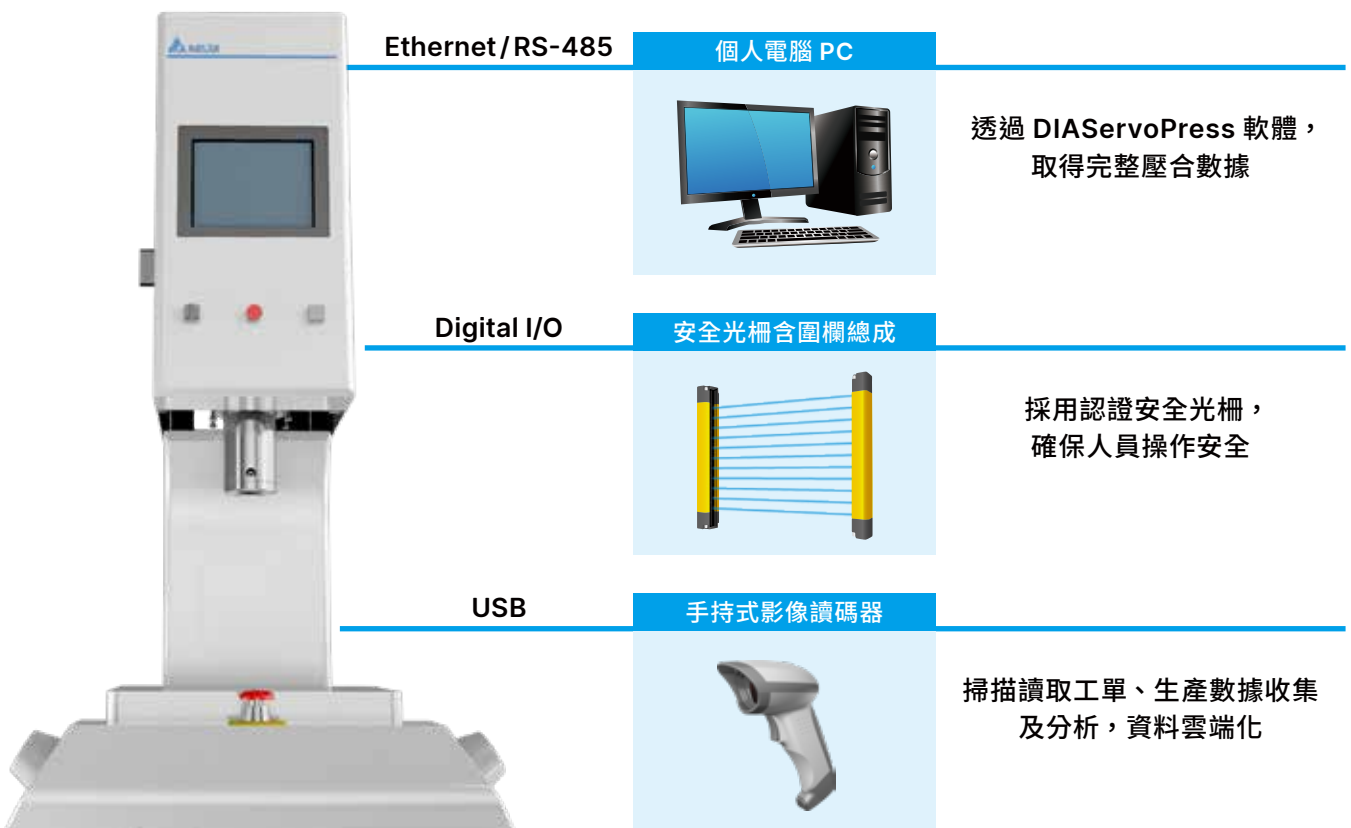 DELTA
Ethernet/RS-485
個人電腦 PC
透過 DIAServoPress 軟體，
取得完整壓合數據
Digital I/O
安全光柵含圍欄總成
採用認證安全光柵，
確保人員操作安全
USB
手持式影像讀碼器
掃描讀取工單、生產數據收集
及分析，資料雲端化